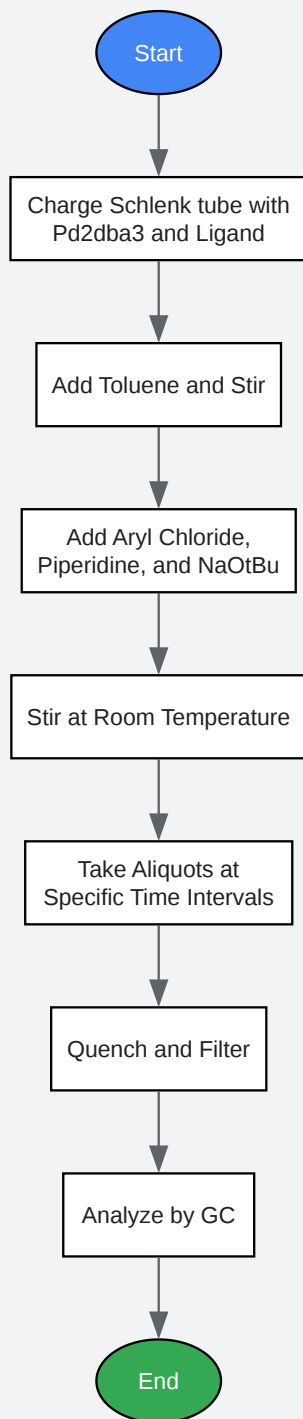 Start
Charge Schlenk tube with
Pd2dba3 and Ligand
Add Toluene and Stir
Add Aryl Chloride,
Piperidine, and NaOtBu
Stir at Room Temperature
Take Aliquots at
Specific Time Intervals
Quench and Filter
Analyze by GC
End